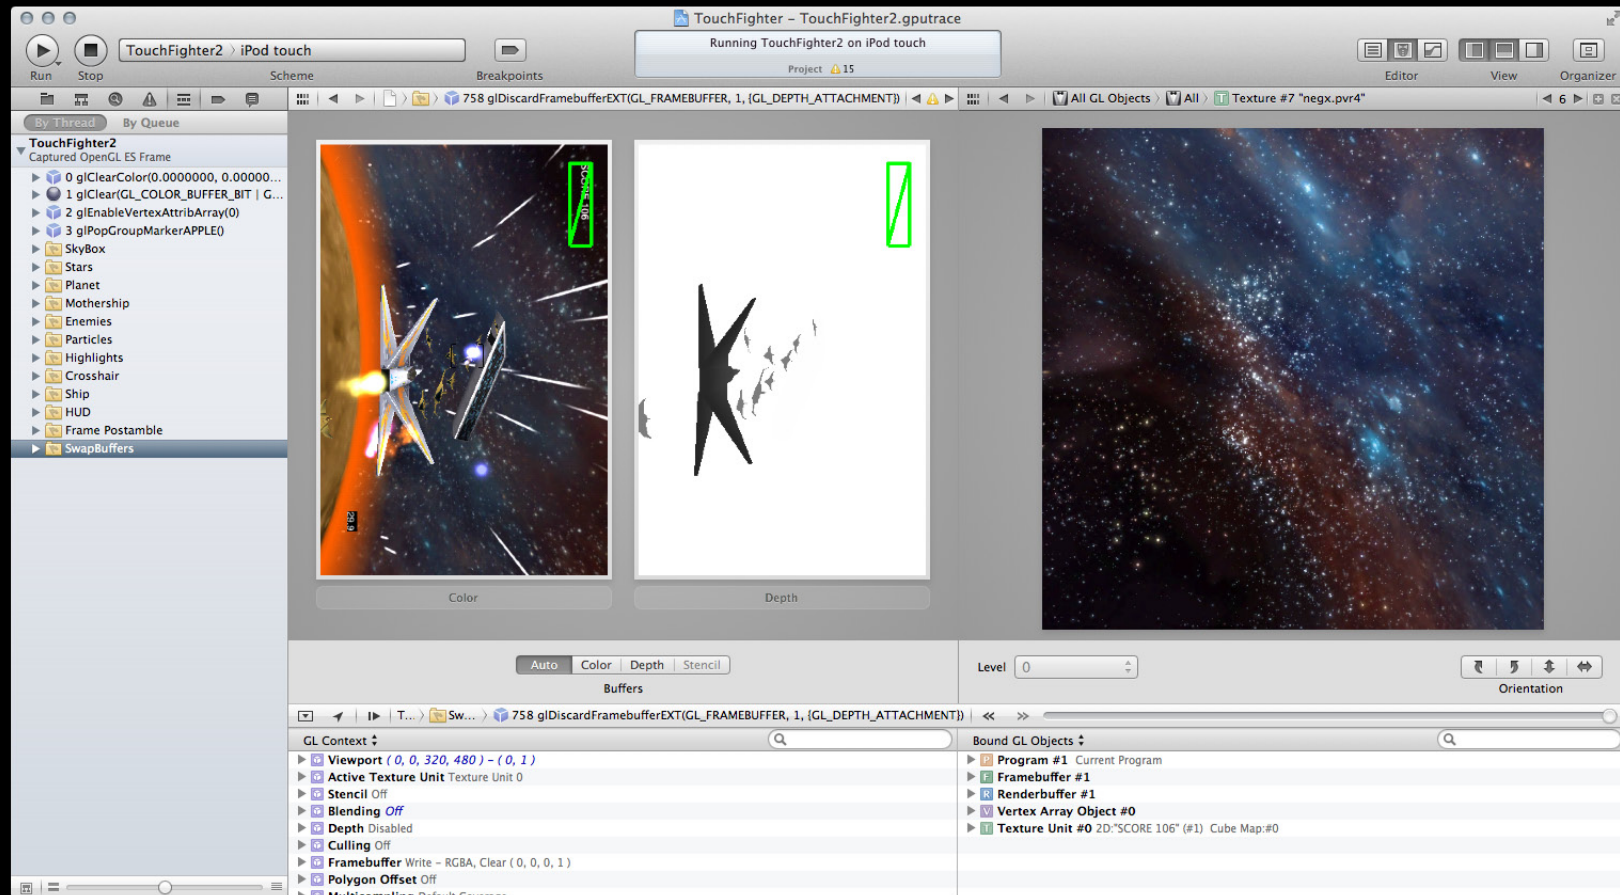 TouchFighter – TouchFighter2.gputrace
TouchFighter2 › iPod touch
Running TouchFighter2 on iPod touch
Project 15
Run Stop Scheme Breakpoints Editor View Organizer
758 glDiscardFramebufferEXT(GL_FRAMEBUFFER, 1, {GL_DEPTH_ATTACHMENT})
All GL Objects › All › Texture #7 "negx.pvr4"
6
By Thread By Queue
TouchFighter2
Captured OpenGL ES Frame
0 glClearColor(0.0000000, 0.00000...
1 glClear(GL_COLOR_BUFFER_BIT | G...
2 glEnableVertexAttribArray(0)
3 glPopGroupMarkerAPPLE()
SkyBox
Stars
Planet
Mothership
Enemies
Particles
Highlights
Crosshair
Ship
HUD
Frame Postamble
SwapBuffers
SCORE 106
29.9
Color Depth
Auto Color Depth Stencil
Buffers
Level 0
Orientation
T... › Sw... › 758 glDiscardFramebufferEXT(GL_FRAMEBUFFER, 1, {GL_DEPTH_ATTACHMENT})
GL Context
Viewport ( 0, 0, 320, 480 ) – ( 0, 1 )
Active Texture Unit Texture Unit 0
Stencil Off
Blending Off
Depth Disabled
Culling Off
Framebuffer Write – RGBA, Clear ( 0, 0, 0, 1 )
Polygon Offset Off
Multisampling Default Coverage
Bound GL Objects
P Program #1 Current Program
F Framebuffer #1
R Renderbuffer #1
V Vertex Array Object #0
T Texture Unit #0 2D:"SCORE 106" (#1) Cube Map:#0